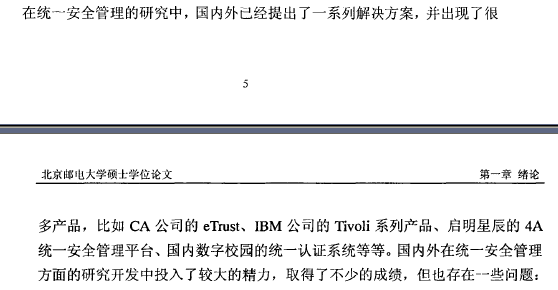 在统一安全管理的研究中，国内外已经提出了一系列解决方案，并出现了很
5
北京邮电大学硕士学位论文 第一章 绪论
多产品，比如 CA 公司的 eTrust、IBM 公司的 Tivoli 系列产品、启明星辰的 4A
统一安全管理平台、国内数字校园的统一认证系统等等。国内外在统一安全管理
方面的研究开发中投入了较大的精力，取得了不少的成绩，但也存在一些问题：